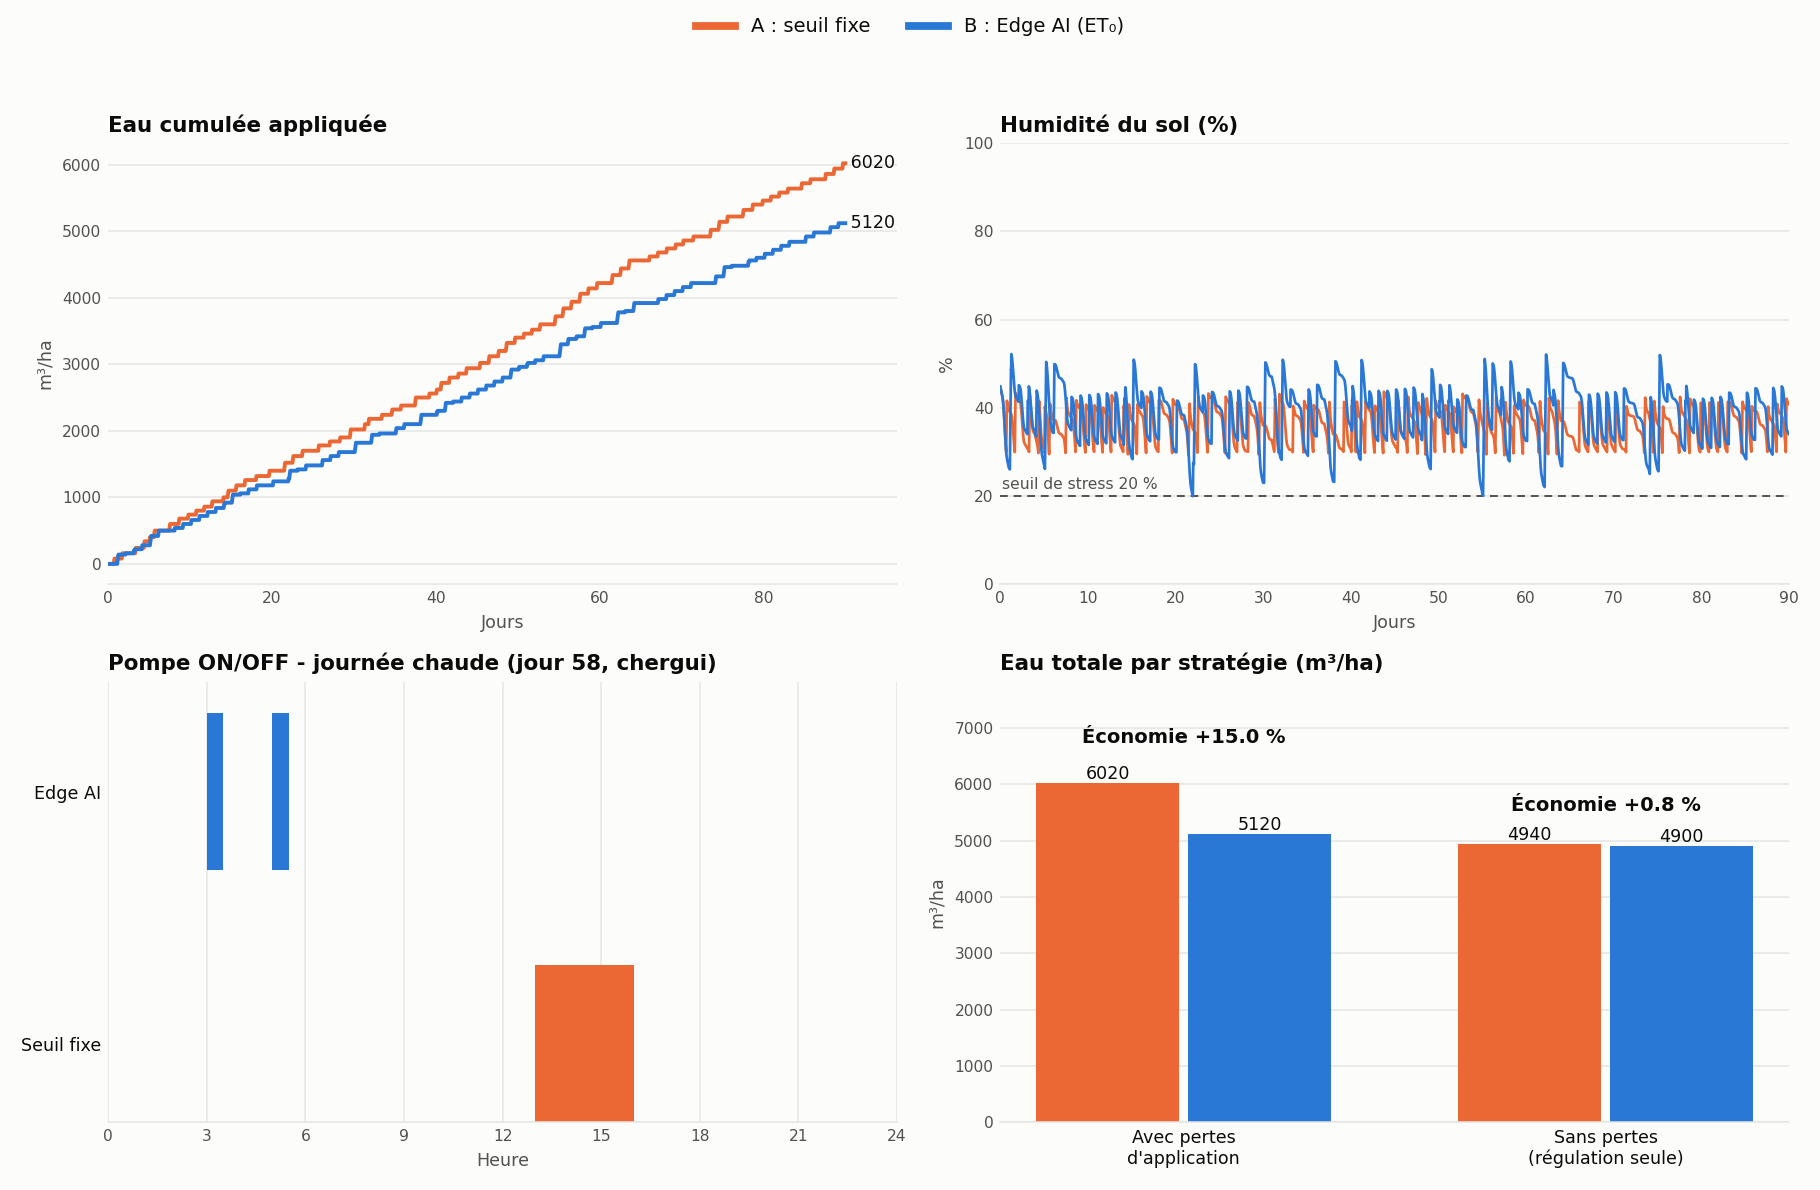 A : seuil fixe
B : Edge AI (ET₀)
Eau cumulée appliquée
6000
5000
4000
3000
2000
1000
0
m³/ha
6020
5120
0
20
40
60
80
Jours
Humidité du sol (%)
100
80
60
40
20
0
%
seuil de stress 20 %
0
10
20
30
40
50
60
70
80
90
Jours
Pompe ON/OFF - journée chaude (jour 58, chergui)
Edge AI
Seuil fixe
0
3
6
9
12
15
18
21
24
Heure
Eau totale par stratégie (m³/ha)
7000
6000
5000
4000
3000
2000
1000
0
m³/ha
Économie +15.0 %
6020
5120
Économie +0.8 %
4940
4900
Avec pertes
d'application
Sans pertes
(régulation seule)